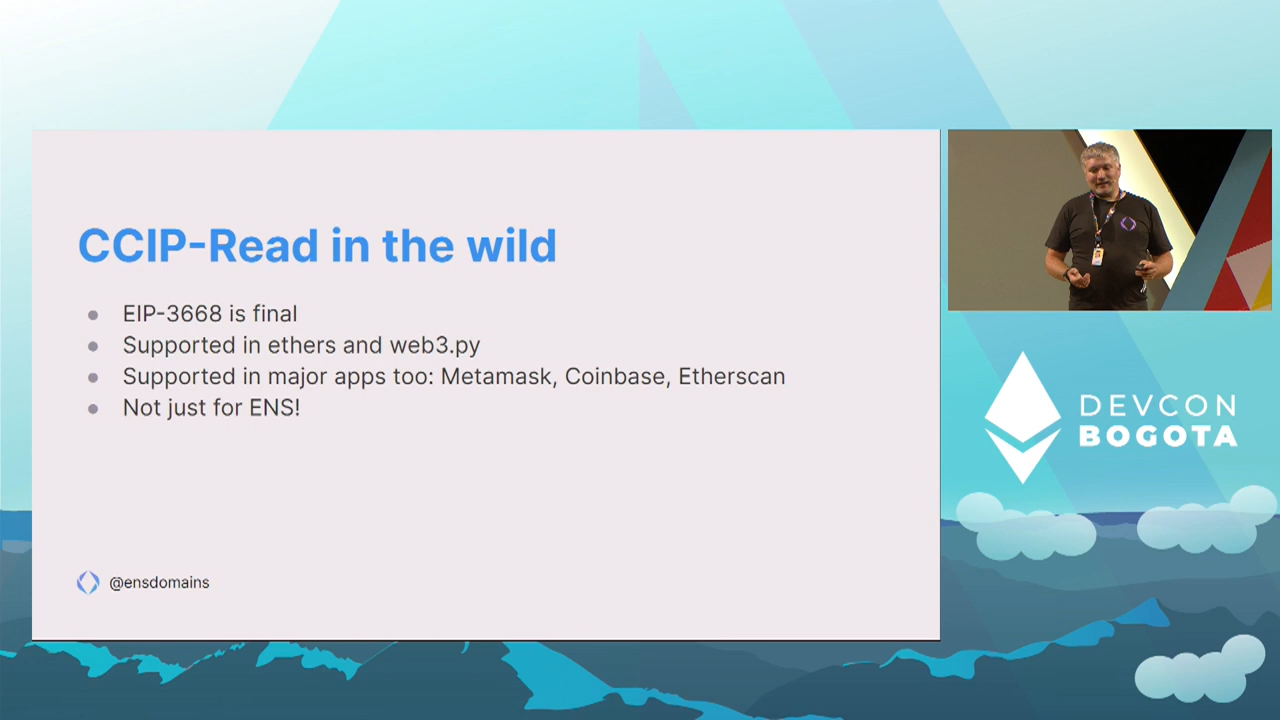 CCIP-Read in the wild
EIP-3668 is final
Supported in ethers and web3.py
Supported in major apps too: Metamask, Coinbase, Etherscan
Not just for ENS!
@ensdomains
DEVCON
BOGOTA